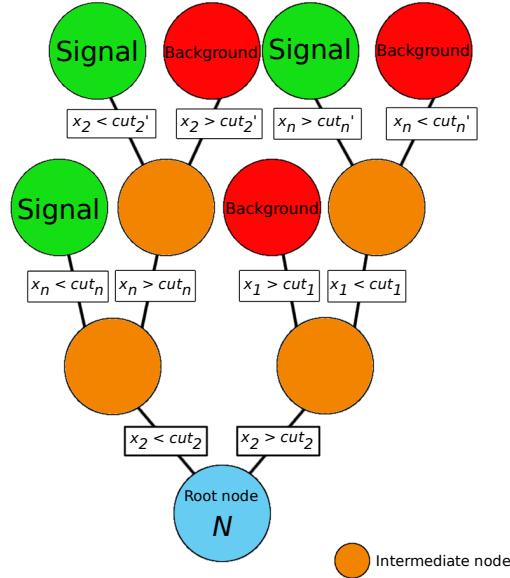 Signal
Background
Signal
Background
x2 < cut2'
x2 > cut2'
xn > cutn'
xn < cutn'
Signal
Background
xn < cutn
xn > cutn
x1 > cut1
x1 < cut1
x2 < cut2
x2 > cut2
Root node
N
Intermediate node